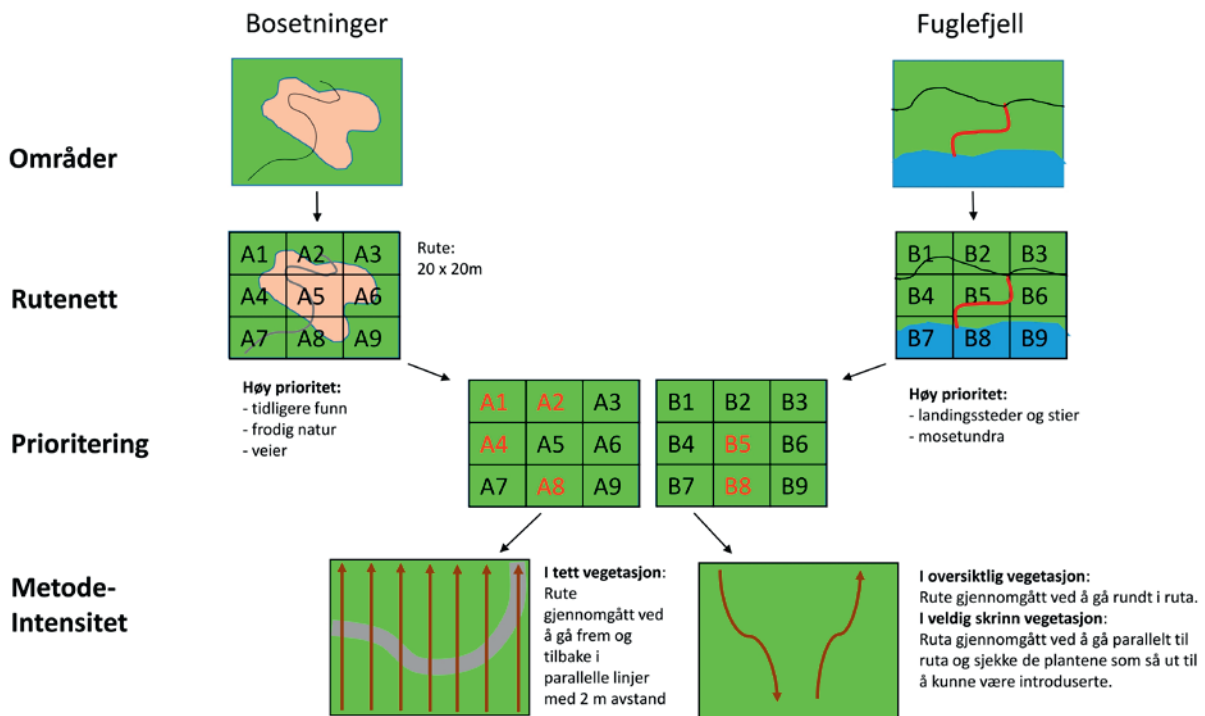 Bosetninger
Fuglefjell
Områder
Rutenett
A1 A2 A3
A4 A5 A6
A7 A8 A9
Rute:
20 x 20m
B1 B2 B3
B4 B5 B6
B7 B8 B9
Høy prioritet:
- tidligere funn
- frodig natur
- veier
Høy prioritet:
- landingssteder og stier
- mosetundra
Prioritering
A1 A2 A3
A4 A5 A6
A7 A8 A9
B1 B2 B3
B4 B5 B6
B7 B8 B9
Metode-
Intensitet
I tett vegetasjon:
Rute
gjennomgått ved
å gå frem og
tilbake i
parallelle linjer
med 2 m avstand
I oversiktlig vegetasjon:
Rute gjennomgått ved å gå rundt i ruta.
I veldig skrinn vegetasjon:
Ruta gjennomgått ved å gå parallelt til
ruta og sjekke de plantene som så ut til
å kunne være introduserte.